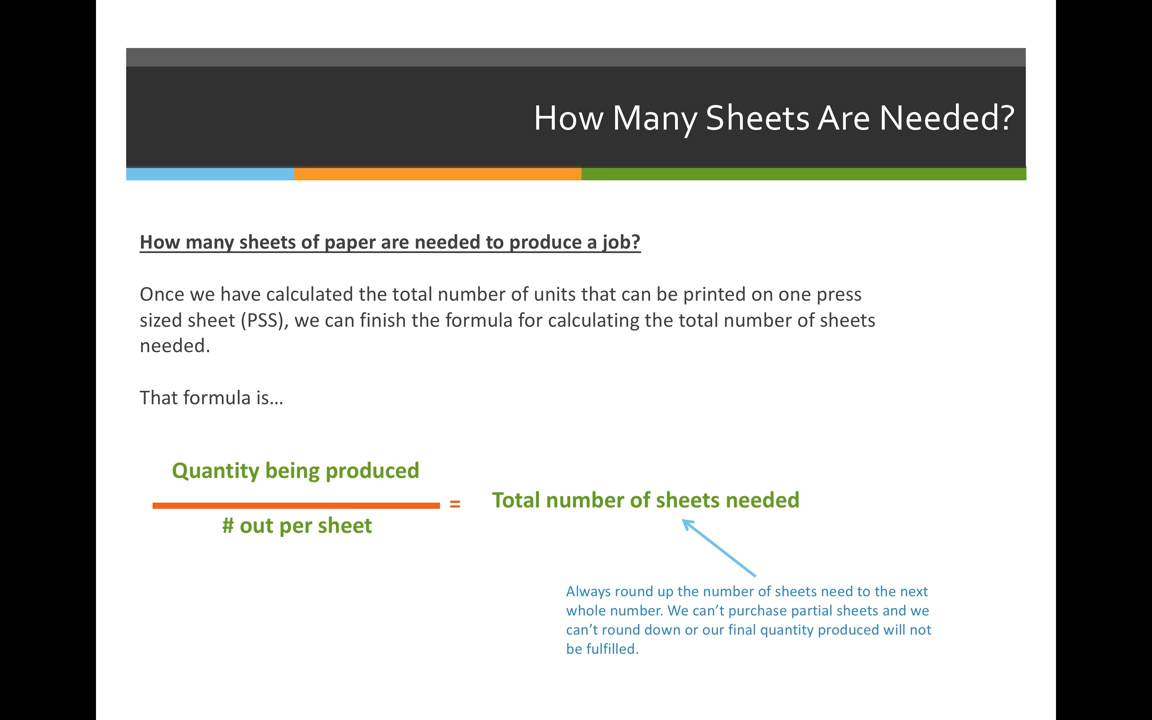 How Many Sheets Are Needed?
How many sheets of paper are needed to produce a job?
Once we have calculated the total number of units that can be printed on one press
sized sheet (PSS), we can finish the formula for calculating the total number of sheets
needed.
That formula is…
Quantity being produced
# out per sheet
=
Total number of sheets needed
Always round up the number of sheets need to the next
whole number. We can’t purchase partial sheets and we
can’t round down or our final quantity produced will not
be fulfilled.